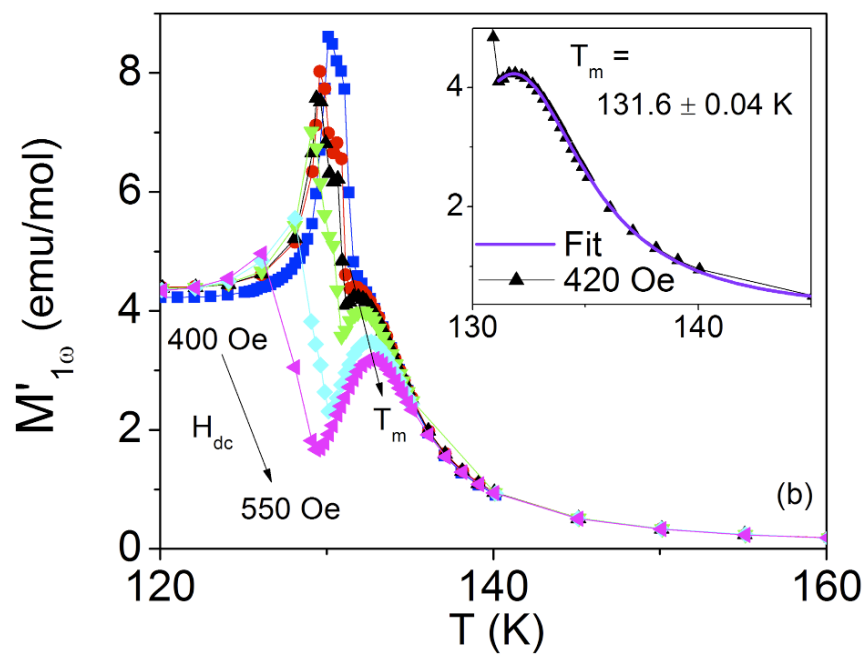 M'1ω (emu/mol)
8
6
4
2
0
120
140
160
T (K)
400 Oe
Hdc
550 Oe
Tm
(b)
Tm =
131.6 ± 0.04 K
4
2
Fit
420 Oe
130
140